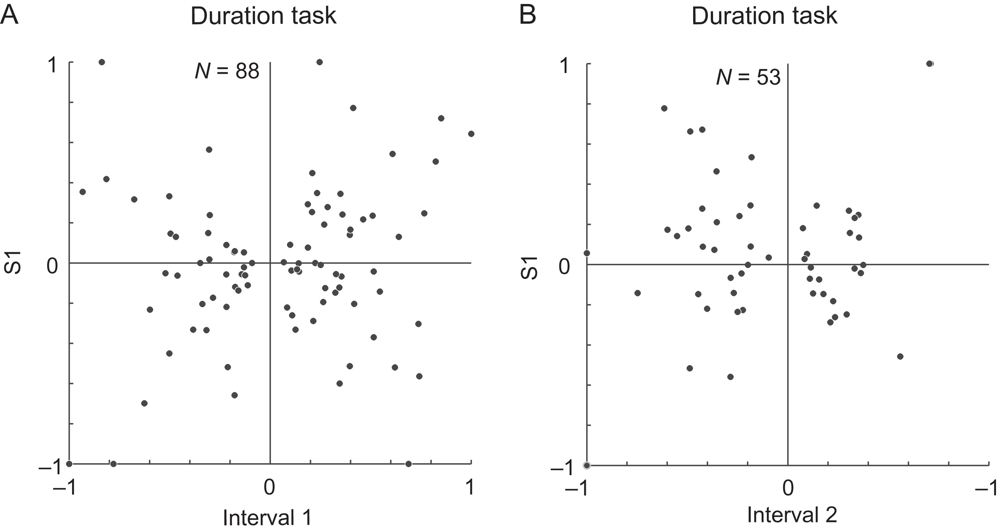 A
Duration task
N = 88
1
S1
0
–1
–1
0
1
Interval 1
B
Duration task
N = 53
1
S1
0
–1
–1
0
–1
Interval 2